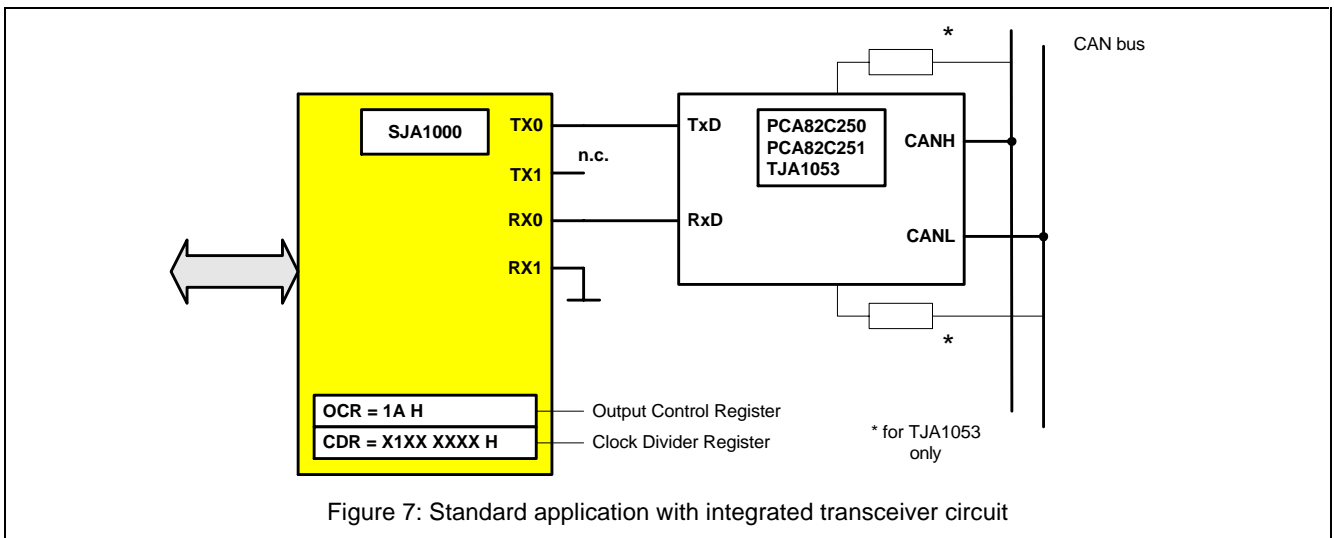 *
CAN bus
SJA1000
TX0
TxD
PCA82C250
PCA82C251
TJA1053
CANH
n.c.
TX1
RX0
RxD
CANL
RX1
*
OCR = 1A H
Output Control Register
CDR = X1XX XXXX H
Clock Divider Register
* for TJA1053
only
Figure 7: Standard application with integrated transceiver circuit